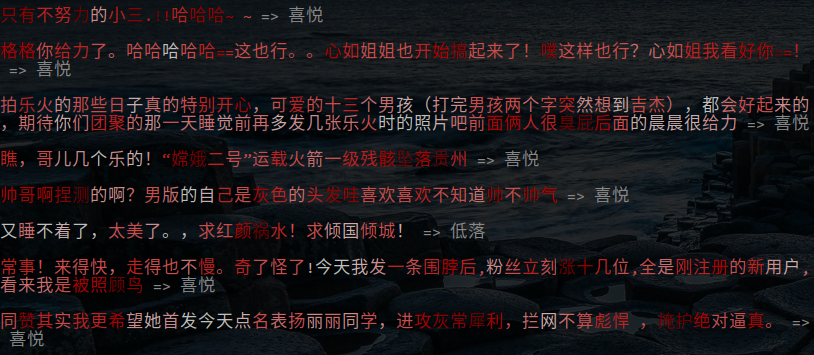 只有不努力的小三.!!哈哈哈~ ~ => 喜悦
格格你给力了。哈哈哈哈哈==这也行。。心如姐姐也开始搞起来了！噗这样也行？心如姐我看好你==！
=> 喜悦
拍乐火的那些日子真的特别开心，可爱的十三个男孩（打完男孩两个字突然想到吉杰），都会好起来的
，期待你们团聚的那一天睡觉前再多发几张乐火时的照片吧前面俩人很臭屁后面的晨晨很给力 => 喜悦
瞧，哥儿几个乐的！“嫦娥二号”运载火箭一级残骸坠落贵州 => 喜悦
帅哥啊捏测的啊？男版的自己是灰色的头发哇喜欢喜欢不知道帅不帅气 => 喜悦
又睡不着了，太美了。，求红颜祸水！求倾国倾城！ => 低落
常事！来得快，走得也不慢。奇了怪了!今天我发一条围脖后,粉丝立刻涨十几位,全是刚注册的新用户,
看来我是被照顾鸟 => 喜悦
同赞其实我更希望她首发今天点名表扬丽丽同学，进攻灰常犀利，拦网不算彪悍 ，掩护绝对逼真。 =>
喜悦